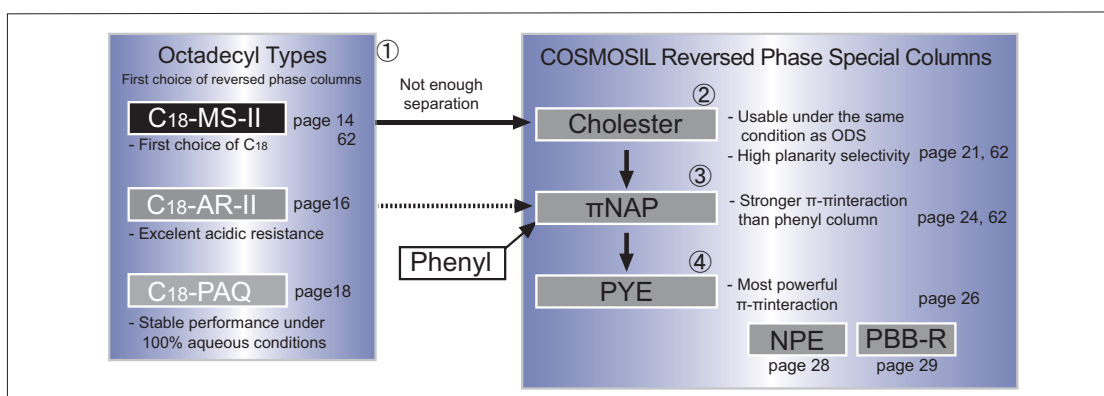 Octadecyl Types
①
First choice of reversed phase columns
C18-MS-II
page 14
62
- First choice of C18
C18-AR-II
page16
- Excelent acidic resistance
C18-PAQ
page18
- Stable performance under
100% aqueous conditions
Not enough
separation
Phenyl
COSMOSIL Reversed Phase Special Columns
②
Cholester
- Usable under the same
condition as ODS
- High planarity selectivity
page 21, 62
③
πNAP
- Stronger π-πinteraction
than phenyl column
page 24, 62
④
PYE
- Most powerful
π-πinteraction
page 26
NPE
page 28
PBB-R
page 29